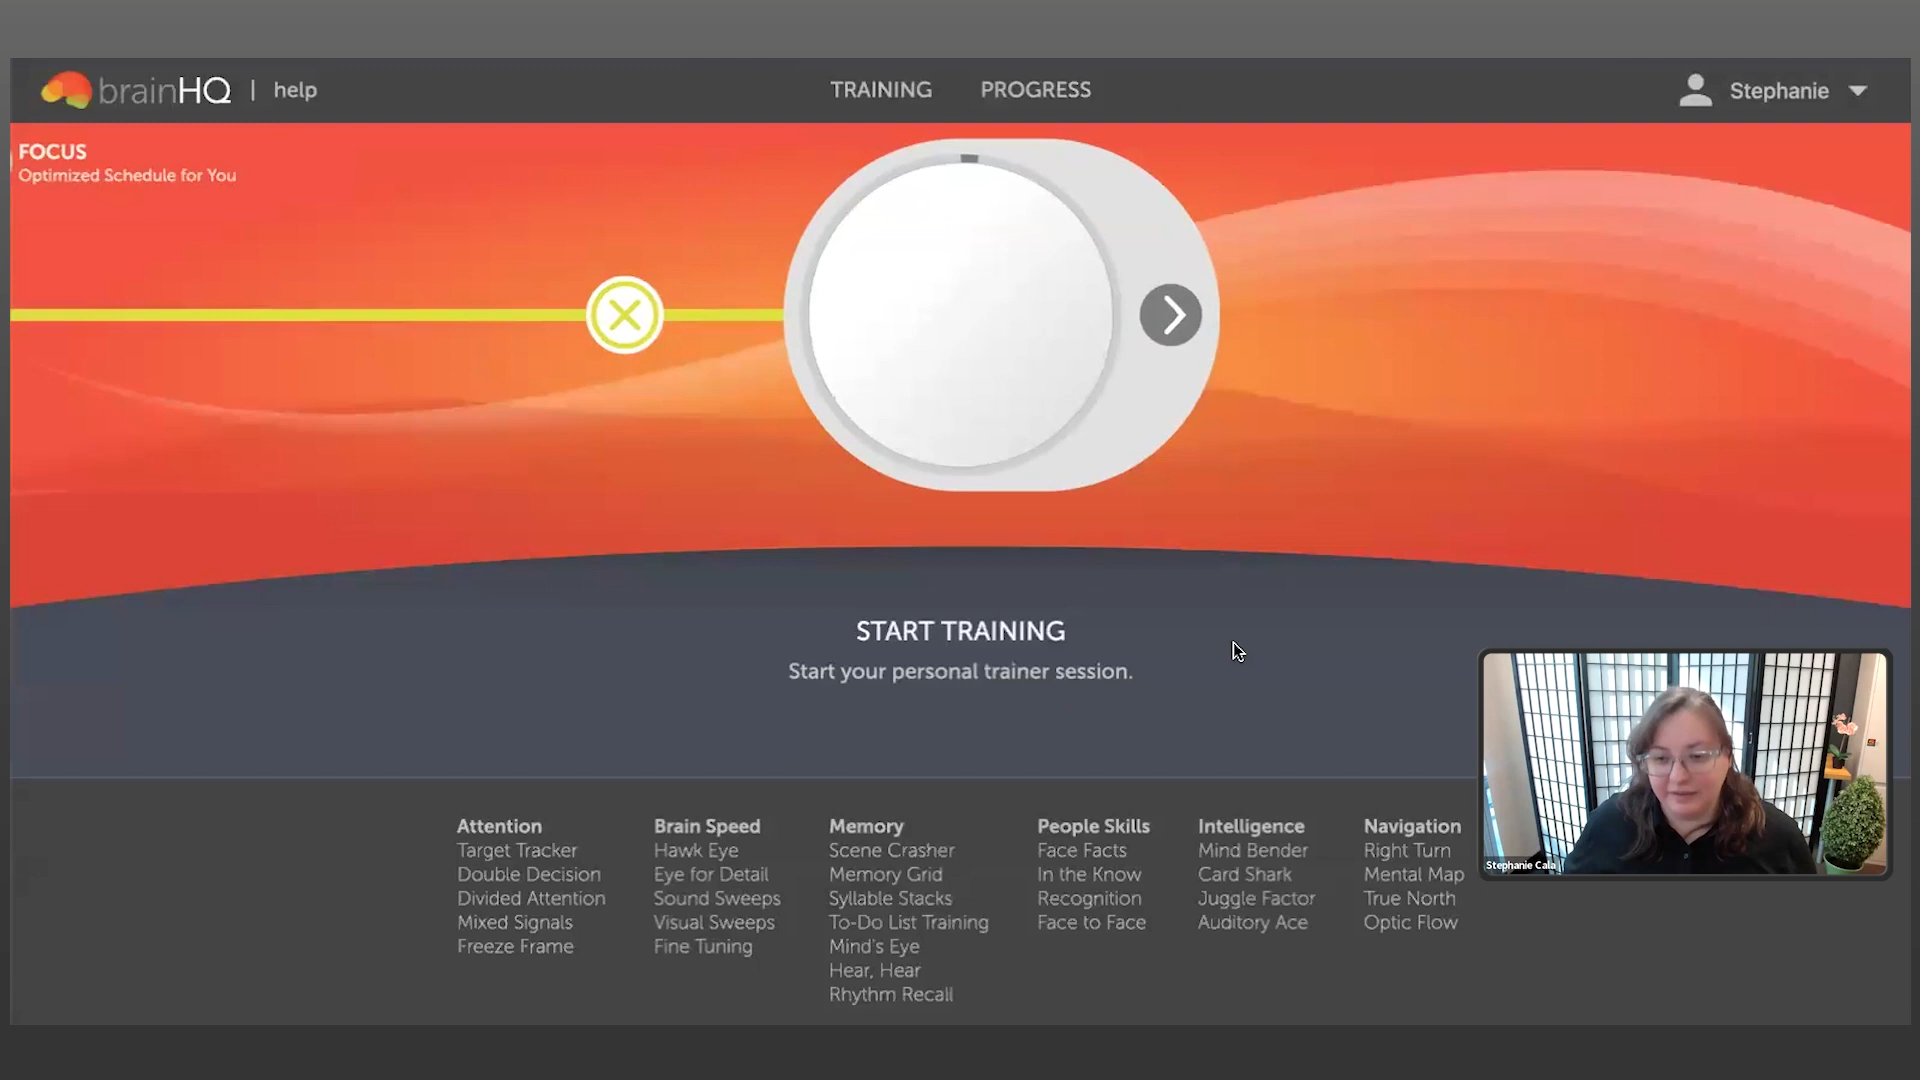 brainHQ | help
TRAINING
PROGRESS
Stephanie
FOCUS
Optimized Schedule for You
START TRAINING
Start your personal trainer session.
Attention
Target Tracker
Double Decision
Divided Attention
Mixed Signals
Freeze Frame
Brain Speed
Hawk Eye
Eye for Detail
Sound Sweeps
Visual Sweeps
Fine Tuning
Memory
Scene Crasher
Memory Grid
Syllable Stacks
To-Do List Training
Mind's Eye
Hear, Hear
Rhythm Recall
People Skills
Face Facts
In the Know
Recognition
Face to Face
Intelligence
Mind Bender
Card Shark
Juggle Factor
Auditory Ace
Navigation
Right Turn
Mental Map
True North
Optic Flow
Stephanie Cala